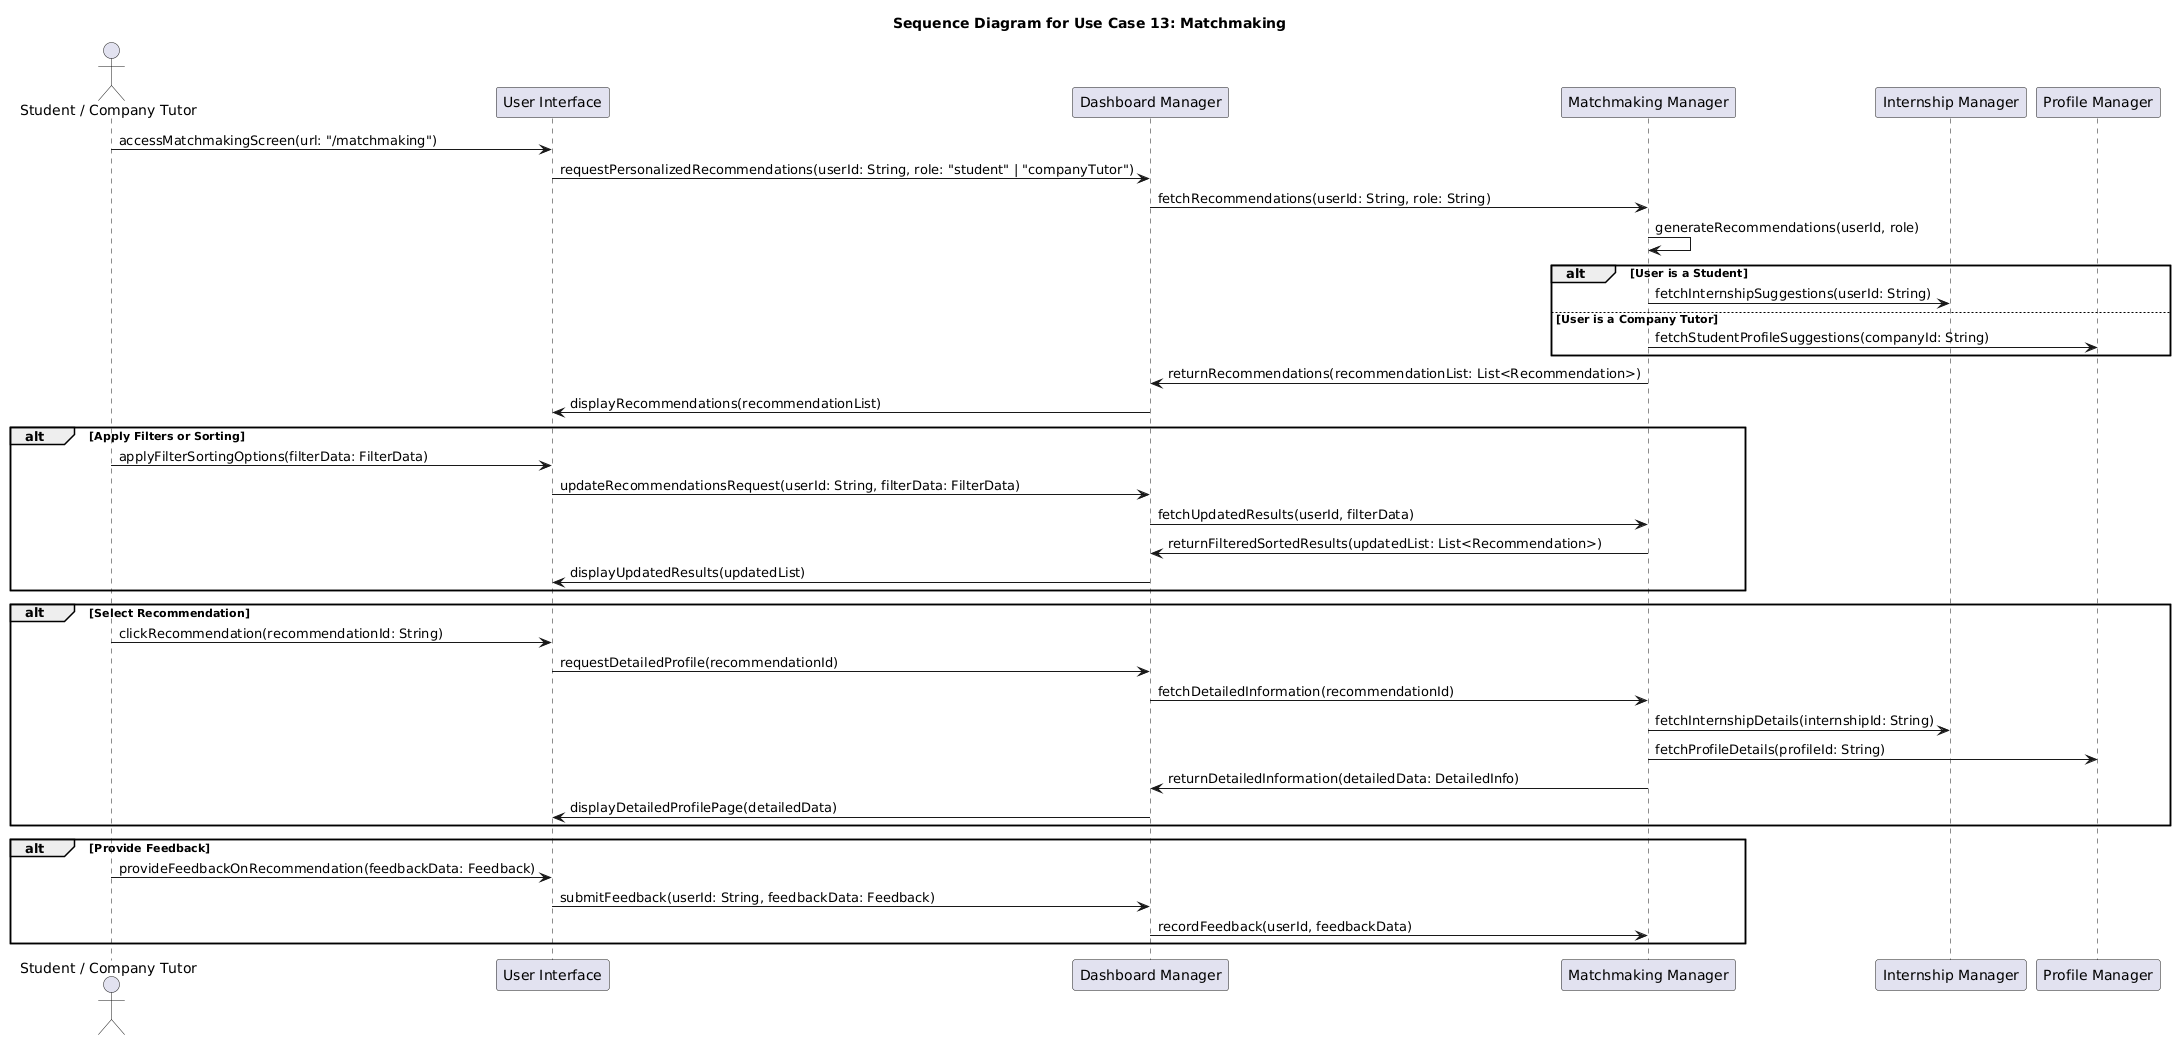 Sequence Diagram for Use Case 13: Matchmaking
Student / Company Tutor
User Interface
Dashboard Manager
Matchmaking Manager
Internship Manager
Profile Manager
accessMatchmakingScreen(url: "/matchmaking")
requestPersonalizedRecommendations(userId: String, role: "student" | "companyTutor")
fetchRecommendations(userId: String, role: String)
generateRecommendations(userId, role)
alt
[User is a Student]
fetchInternshipSuggestions(userId: String)
[User is a Company Tutor]
fetchStudentProfileSuggestions(companyId: String)
returnRecommendations(recommendationList: List<Recommendation>)
displayRecommendations(recommendationList)
alt
[Apply Filters or Sorting]
applyFilterSortingOptions(filterData: FilterData)
updateRecommendationsRequest(userId: String, filterData: FilterData)
fetchUpdatedResults(userId, filterData)
returnFilteredSortedResults(updatedList: List<Recommendation>)
displayUpdatedResults(updatedList)
alt
[Select Recommendation]
clickRecommendation(recommendationId: String)
requestDetailedProfile(recommendationId)
fetchDetailedInformation(recommendationId)
fetchInternshipDetails(internshipId: String)
fetchProfileDetails(profileId: String)
returnDetailedInformation(detailedData: DetailedInfo)
displayDetailedProfilePage(detailedData)
alt
[Provide Feedback]
provideFeedbackOnRecommendation(feedbackData: Feedback)
submitFeedback(userId: String, feedbackData: Feedback)
recordFeedback(userId, feedbackData)
Student / Company Tutor
User Interface
Dashboard Manager
Matchmaking Manager
Internship Manager
Profile Manager